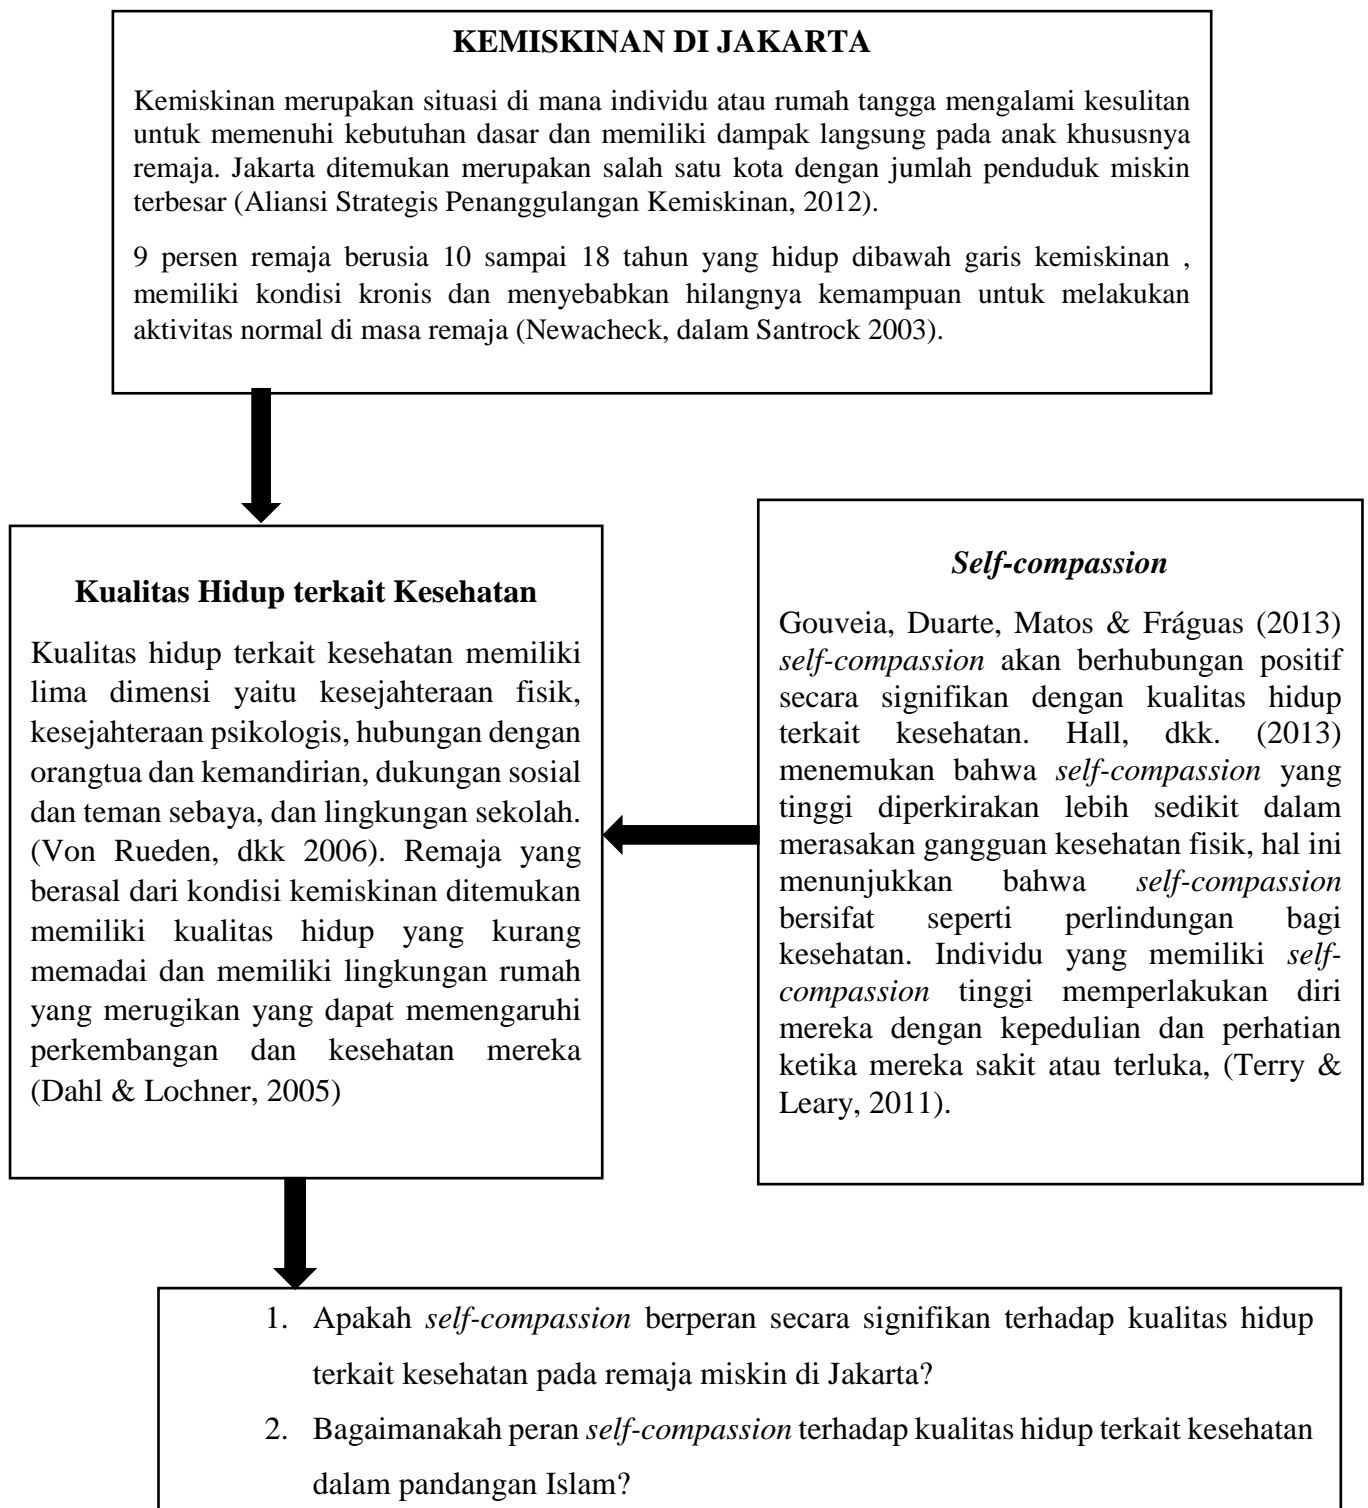 KEMISKINAN DI JAKARTA
Kemiskinan merupakan situasi di mana individu atau rumah tangga mengalami kesulitan
untuk memenuhi kebutuhan dasar dan memiliki dampak langsung pada anak khususnya
remaja. Jakarta ditemukan merupakan salah satu kota dengan jumlah penduduk miskin
terbesar (Aliansi Strategis Penanggulangan Kemiskinan, 2012).
9 persen remaja berusia 10 sampai 18 tahun yang hidup dibawah garis kemiskinan ,
memiliki kondisi kronis dan menyebabkan hilangnya kemampuan untuk melakukan
aktivitas normal di masa remaja (Newacheck, dalam Santrock 2003).
Kualitas Hidup terkait Kesehatan
Kualitas hidup terkait kesehatan memiliki
lima dimensi yaitu kesejahteraan fisik,
kesejahteraan psikologis, hubungan dengan
orangtua dan kemandirian, dukungan sosial
dan teman sebaya, dan lingkungan sekolah.
(Von Rueden, dkk 2006). Remaja yang
berasal dari kondisi kemiskinan ditemukan
memiliki kualitas hidup yang kurang
memadai dan memiliki lingkungan rumah
yang merugikan yang dapat memengaruhi
perkembangan dan kesehatan mereka
(Dahl & Lochner, 2005)
Self-compassion
Gouveia, Duarte, Matos & Fráguas (2013)
self-compassion akan berhubungan positif
secara signifikan dengan kualitas hidup
terkait kesehatan. Hall, dkk. (2013)
menemukan bahwa self-compassion yang
tinggi diperkirakan lebih sedikit dalam
merasakan gangguan kesehatan fisik, hal ini
menunjukkan bahwa self-compassion
bersifat seperti perlindungan bagi
kesehatan. Individu yang memiliki self-
compassion tinggi memperlakukan diri
mereka dengan kepedulian dan perhatian
ketika mereka sakit atau terluka, (Terry &
Leary, 2011).
1. Apakah self-compassion berperan secara signifikan terhadap kualitas hidup
terkait kesehatan pada remaja miskin di Jakarta?
2. Bagaimanakah peran self-compassion terhadap kualitas hidup terkait kesehatan
dalam pandangan Islam?